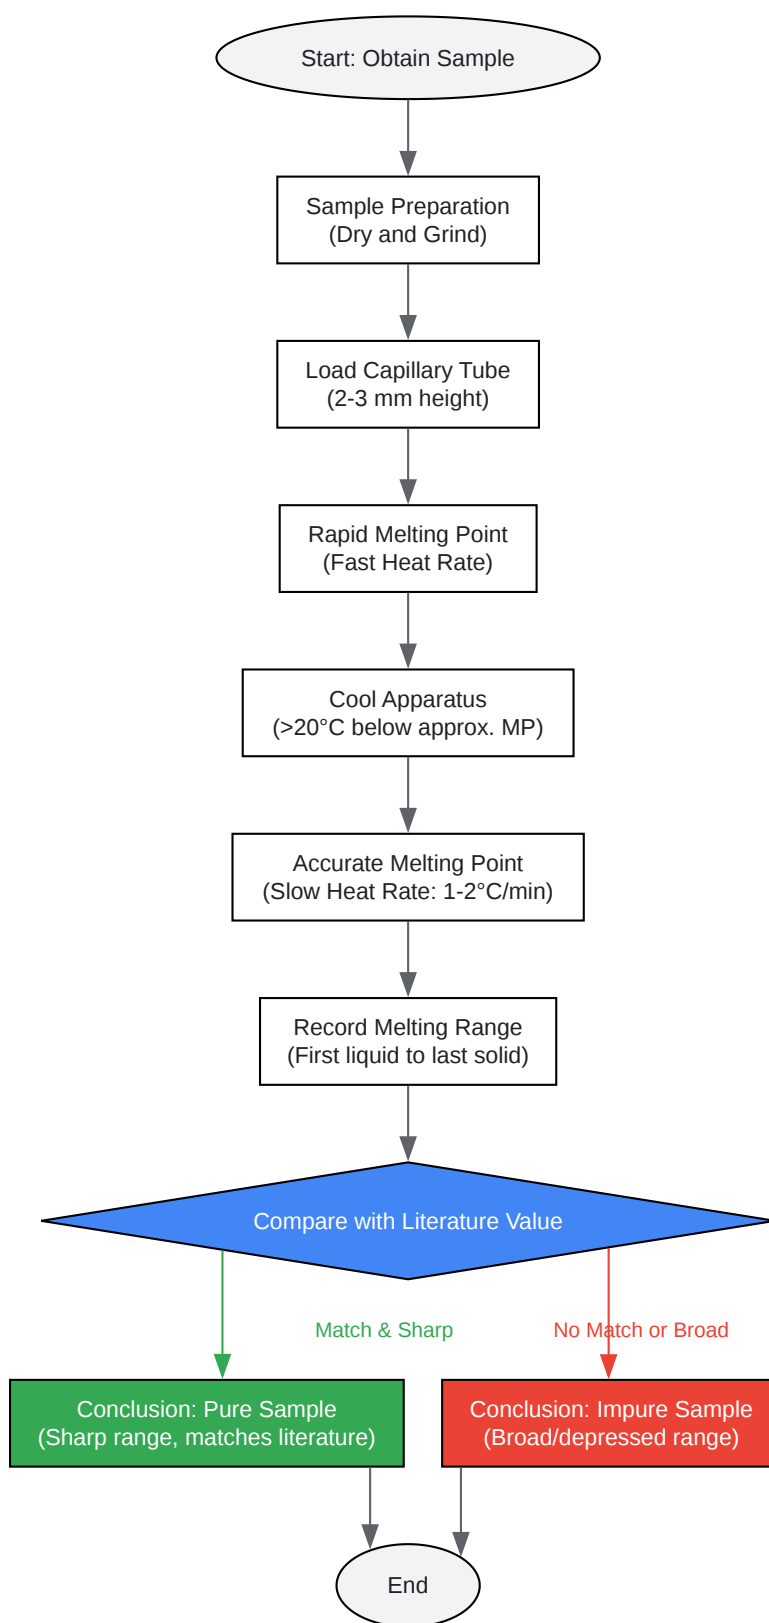 Start: Obtain Sample
Sample Preparation
(Dry and Grind)
Load Capillary Tube
(2-3 mm height)
Rapid Melting Point
(Fast Heat Rate)
Cool Apparatus
(>20°C below approx. MP)
Accurate Melting Point
(Slow Heat Rate: 1-2°C/min)
Record Melting Range
(First liquid to last solid)
Compare with Literature Value
Match & Sharp
No Match or Broad
Conclusion: Pure Sample
(Sharp range, matches literature)
Conclusion: Impure Sample
(Broad/depressed range)
End